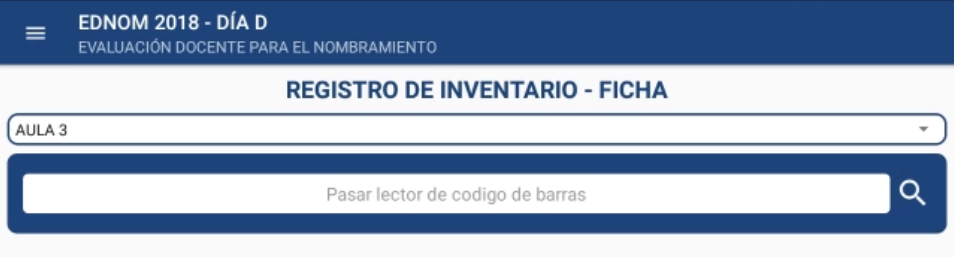 EDNOM 2018 - DÍA D
EVALUACIÓN DOCENTE PARA EL NOMBRAMIENTO
REGISTRO DE INVENTARIO - FICHA
AULA 3
Pasar lector de codigo de barras